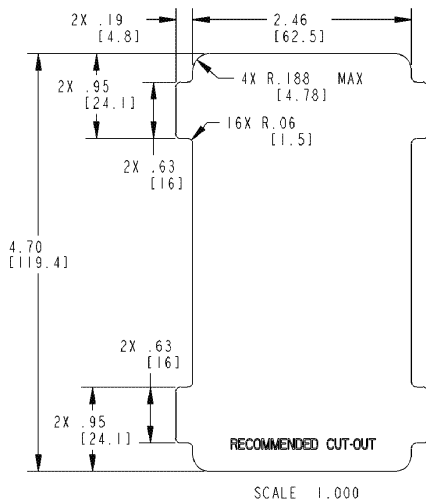 2X .19
[4.8]
2.46
[62.5]
2X .95
[24.1]
4X R.188 MAX
[4.78]
16X R.06
[1.5]
2X .63
[16]
4.70
[119.4]
2X .63
[16]
2X .95
[24.1]
RECOMMENDED CUT-OUT
SCALE 1.000